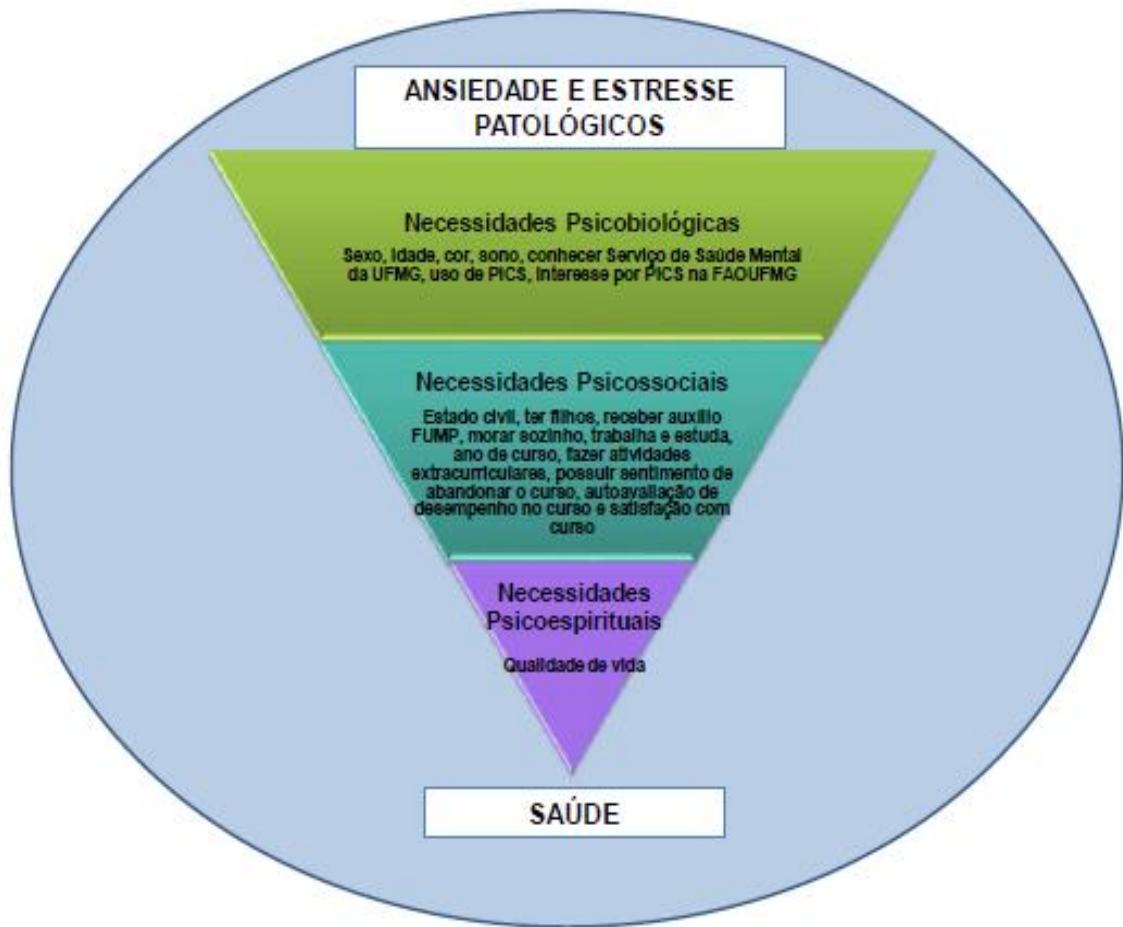 ANSIEDADE E ESTRESSE
PATOLÓGICOS
Necessidades Psicobiológicas
Sexo, idade, cor, sono, conhecer Serviço de Saúde Mental
da UFMG, uso de PICS, interesse por PICS na FAOUFMG
Necessidades Psicossociais
Estado civil, ter filhos, receber auxílio
FUMP, morar sozinho, trabalha e estuda,
ano de curso, fazer atividades
extracurriculares, possuir sentimento de
abandonar o curso, autoavaliação de
desempenho no curso e satisfação com
curso
Necessidades
Psicoespirituais
Qualidade de vida
SAÚDE